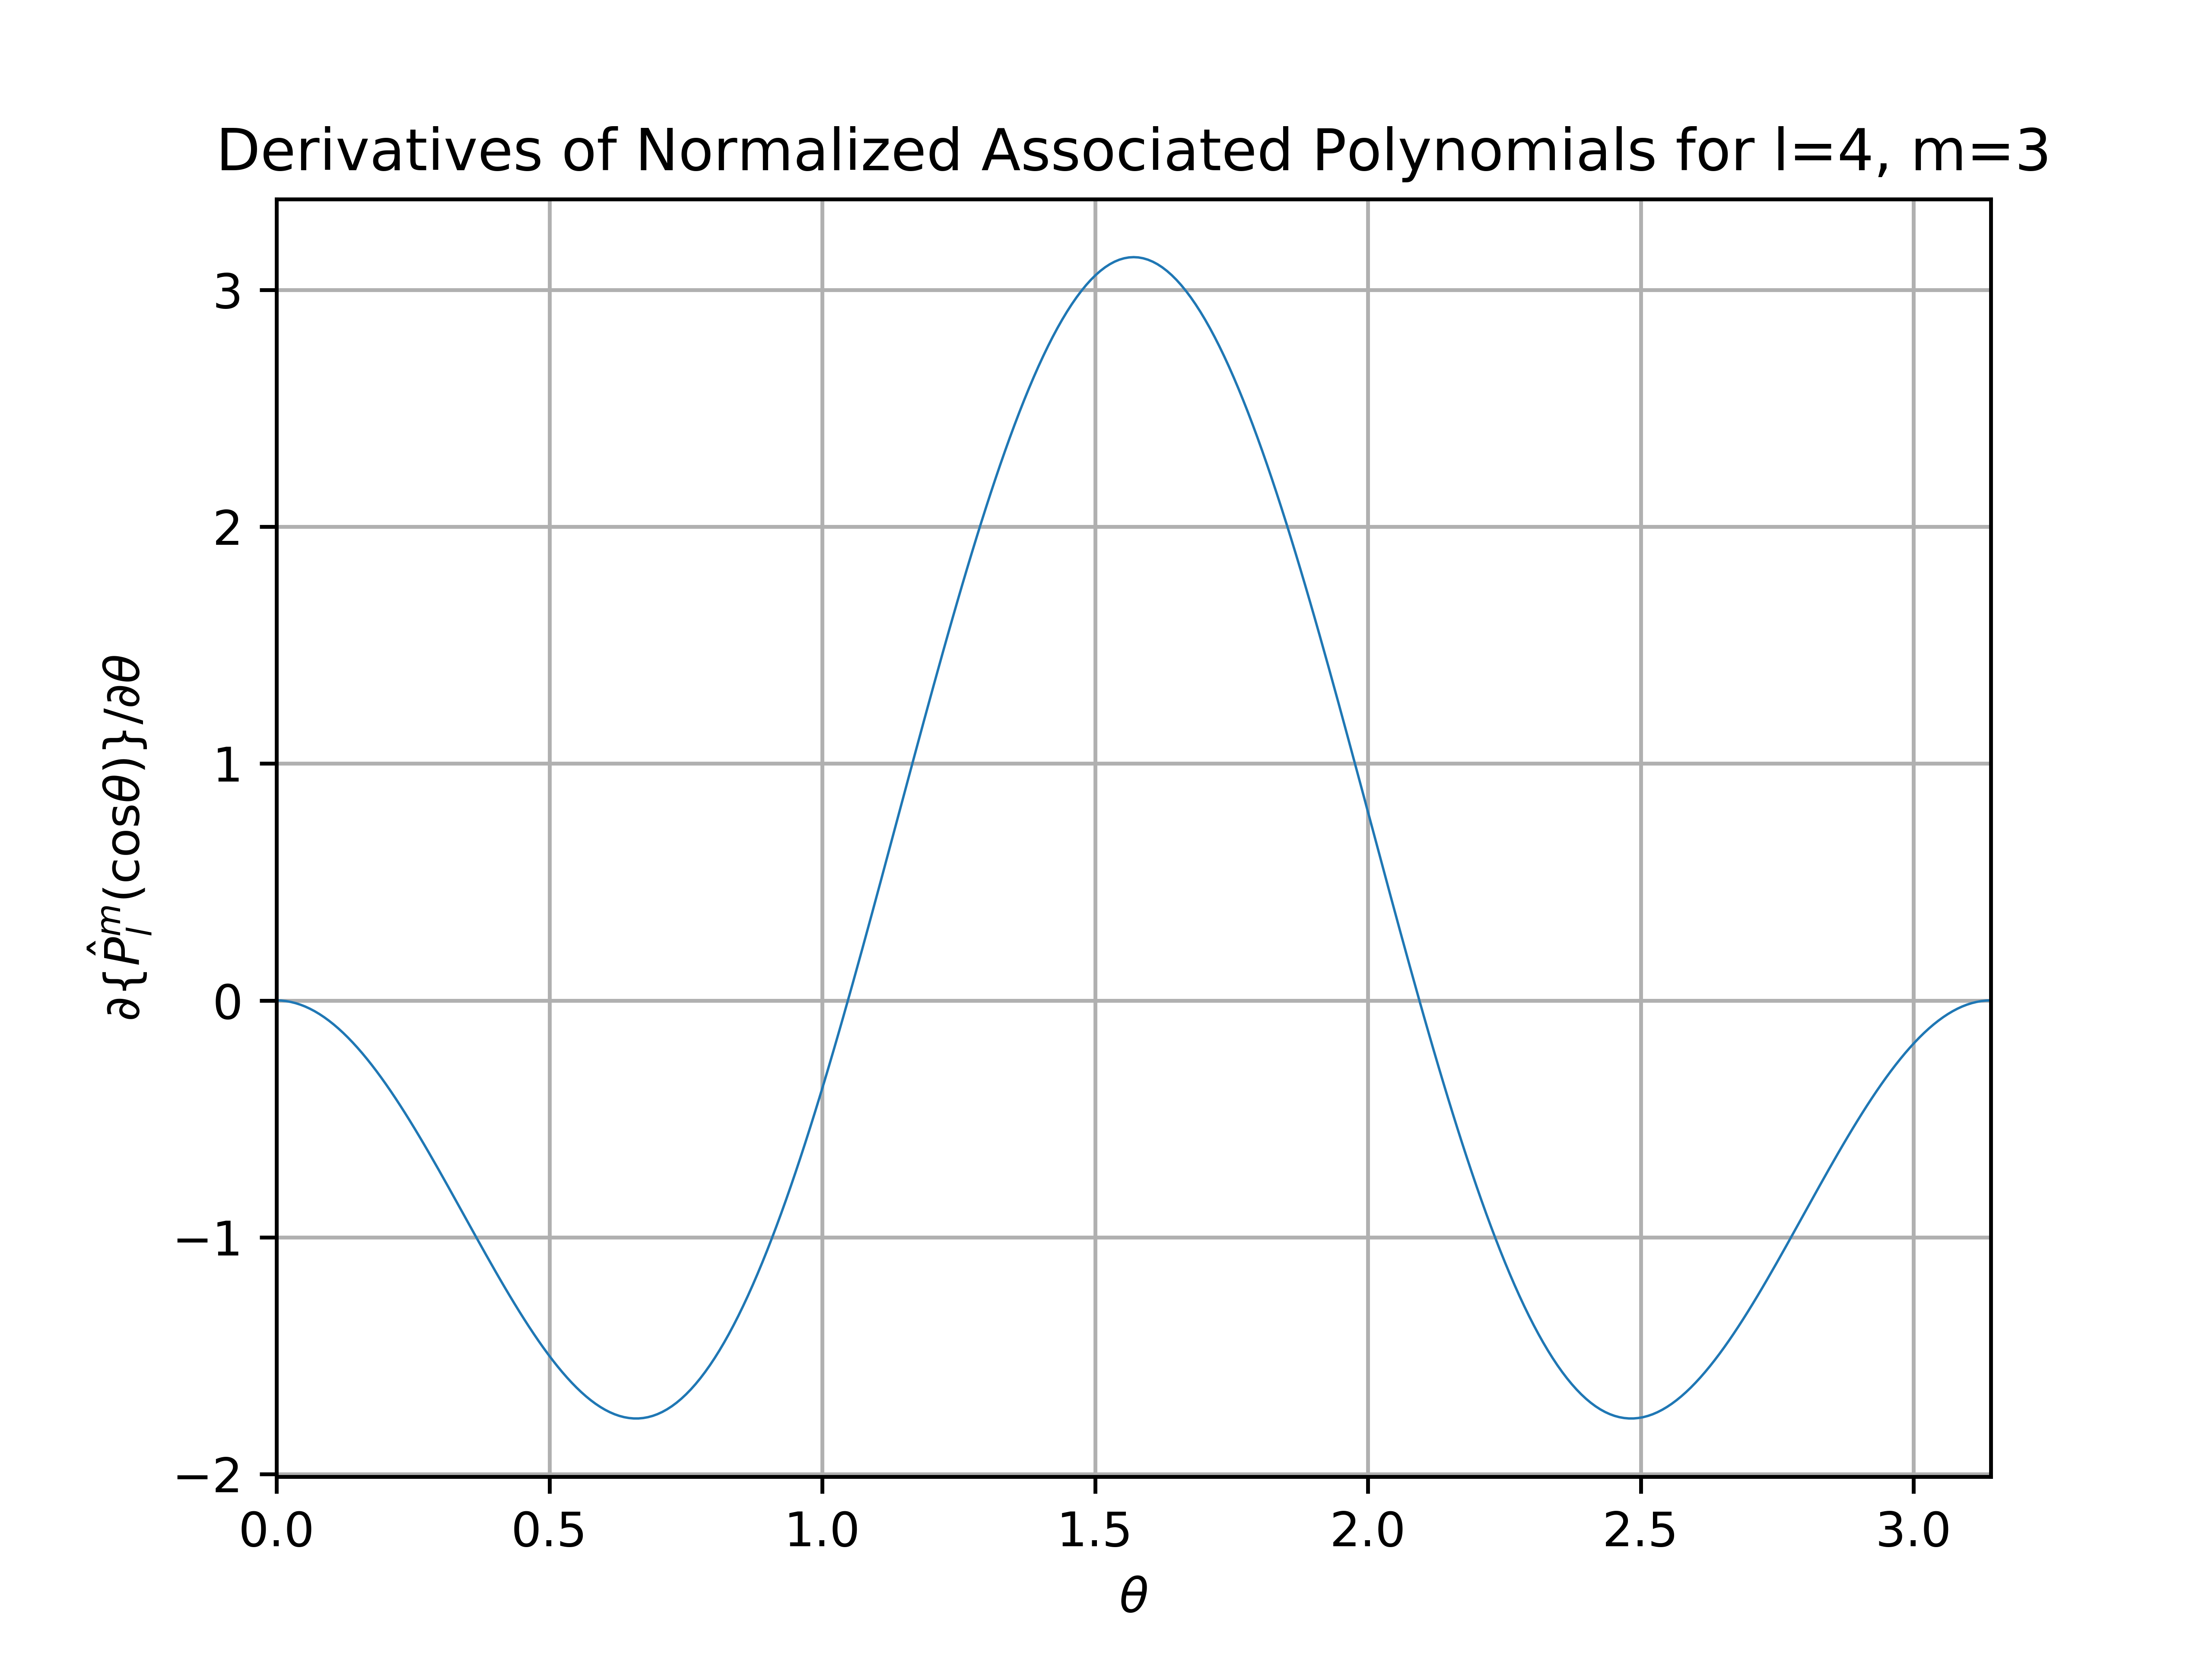 Derivatives of Normalized Associated Polynomials for l=4, m=3
∂{P̂ₗᵐ(cosθ)}/∂θ
3
2
1
0
−1
−2
0.0 0.5 1.0 1.5 2.0 2.5 3.0
θ